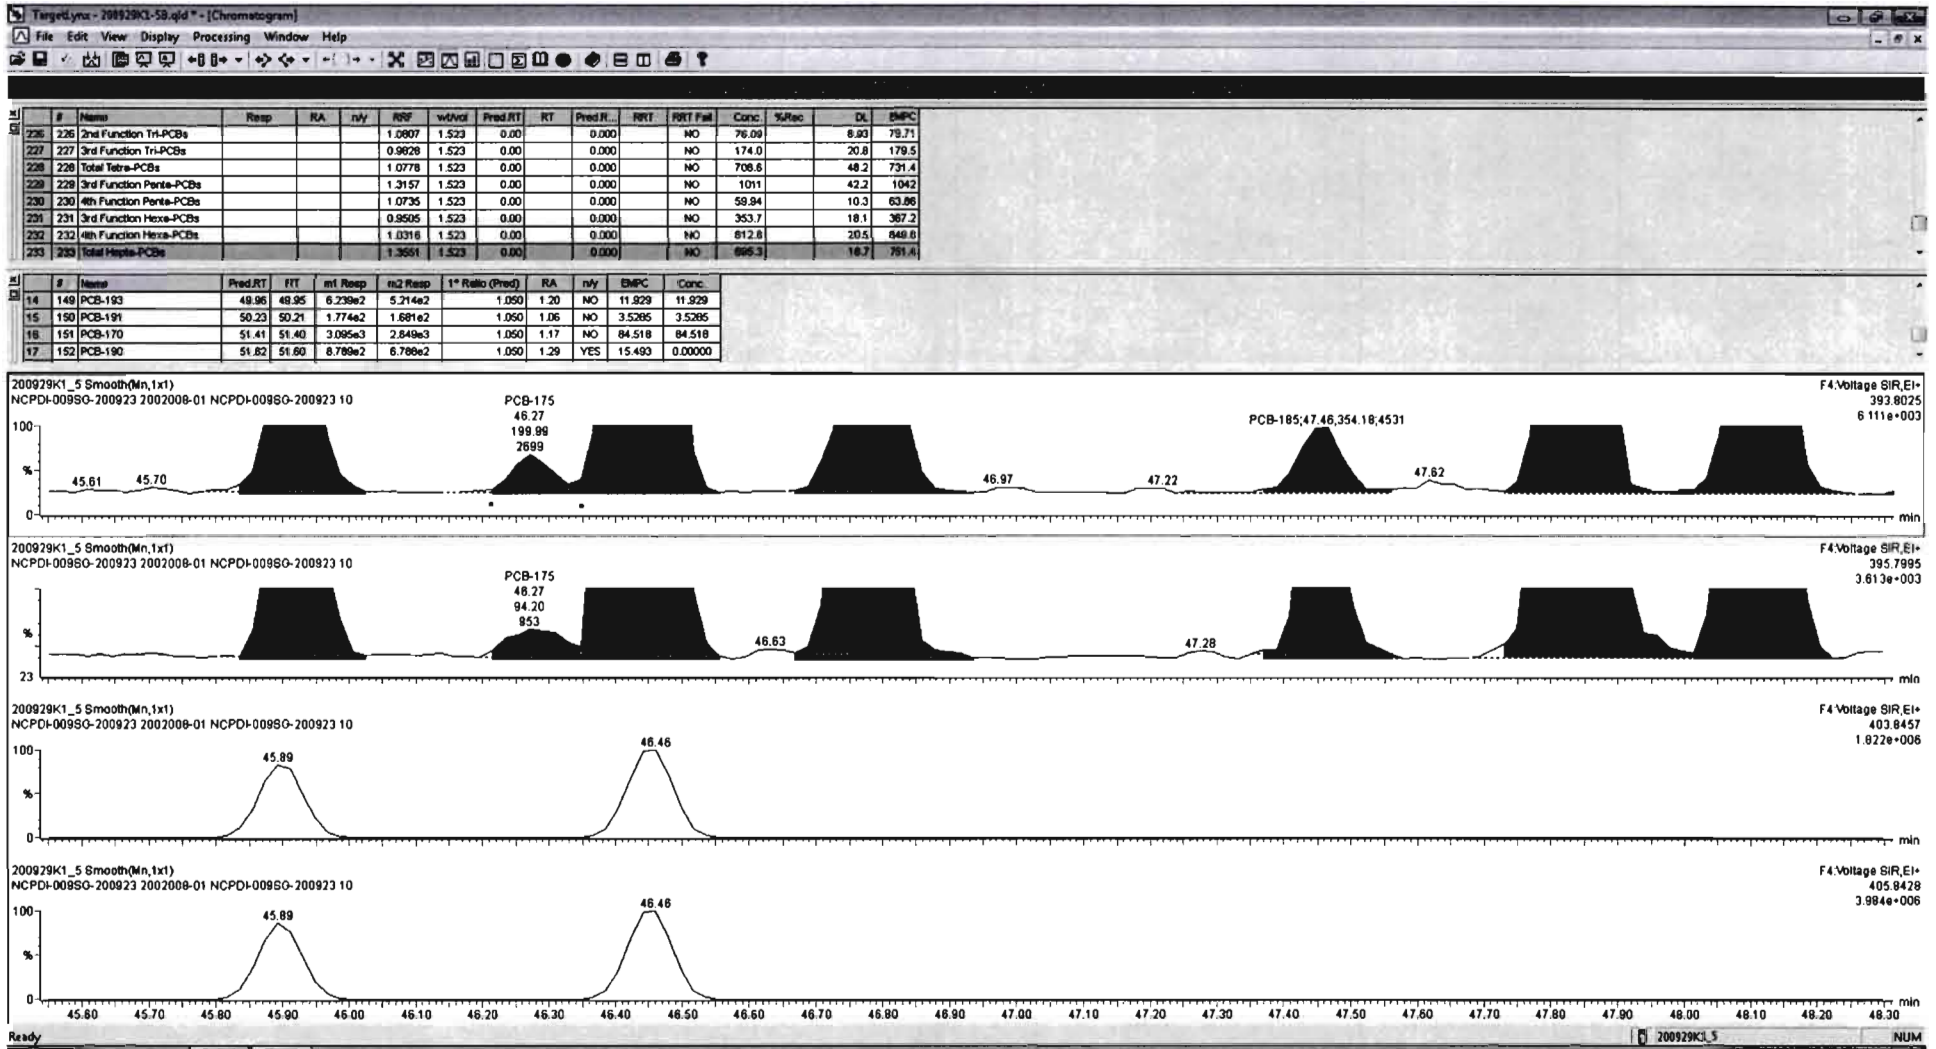 TargetLynx - 200929K1-5B.qld * - [Chromatogram]
File Edit View Display Processing Window Help
# Name Resp RA n/y RRF wt/vol Pred.RT RT Pred.R... RRT RRT Fail Conc. %Rec DL EMPC
226 226 2nd Function Tri-PCBs 1.0807 1.523 0.00 0.000 NO 76.09 8.93 79.71
227 227 3rd Function Tri-PCBs 0.9828 1.523 0.00 0.000 NO 174.0 20.8 179.5
228 228 Total Tetra-PCBs 1.0778 1.523 0.00 0.000 NO 708.6 48.2 731.4
229 229 3rd Function Penta-PCBs 1.3157 1.523 0.00 0.000 NO 1011 42.2 1042
230 230 4th Function Penta-PCBs 1.0735 1.523 0.00 0.000 NO 59.94 10.3 63.86
231 231 3rd Function Hexa-PCBs 0.9505 1.523 0.00 0.000 NO 353.7 18.1 367.2
232 232 4th Function Hexa-PCBs 1.0316 1.523 0.00 0.000 NO 812.8 20.5 849.8
233 233 Total Hepta-PCBs 1.3551 1.523 0.00 0.000 NO 695.3 18.7 751.4
# Name Pred.RT RT m1 Resp m2 Resp 1° Ratio (Pred) RA n/y EMPC Conc.
14 149 PCB-193 49.96 49.95 6.239e2 5.214e2 1.050 1.20 NO 11.929 11.929
15 150 PCB-191 50.23 50.21 1.774e2 1.681e2 1.050 1.06 NO 3.5285 3.5285
16 151 PCB-170 51.41 51.40 3.095e3 2.849e3 1.050 1.17 NO 84.518 84.518
17 152 PCB-190 51.62 51.60 8.789e2 6.786e2 1.050 1.29 YES 15.493 0.00000
200929K1_5 Smooth(Mn,1x1)
NCPDI-009SG-200923 2002008-01 NCPDI-009SG-200923 10
F4:Voltage SIR,EI+
393.8025
6.111e+003
PCB-175
46.27
199.99
2699
PCB-185;47.46,354.18;4531
100
%
0
45.61 45.70 46.97 47.22 47.62
min
200929K1_5 Smooth(Mn,1x1)
NCPDI-009SG-200923 2002008-01 NCPDI-009SG-200923 10
F4:Voltage SIR,EI+
395.7995
3.613e+003
PCB-175
46.27
94.20
953
%
23
46.63 47.28
min
200929K1_5 Smooth(Mn,1x1)
NCPDI-009SG-200923 2002008-01 NCPDI-009SG-200923 10
F4:Voltage SIR,EI+
403.8457
1.822e+006
100
%
0
45.89 46.46
min
200929K1_5 Smooth(Mn,1x1)
NCPDI-009SG-200923 2002008-01 NCPDI-009SG-200923 10
F4:Voltage SIR,EI+
405.8428
3.984e+006
100
%
0
45.89 46.46
min
45.60 45.70 45.80 45.90 46.00 46.10 46.20 46.30 46.40 46.50 46.60 46.70 46.80 46.90 47.00 47.10 47.20 47.30 47.40 47.50 47.60 47.70 47.80 47.90 48.00 48.10 48.20 48.30
Ready 200929K1_5 NUM